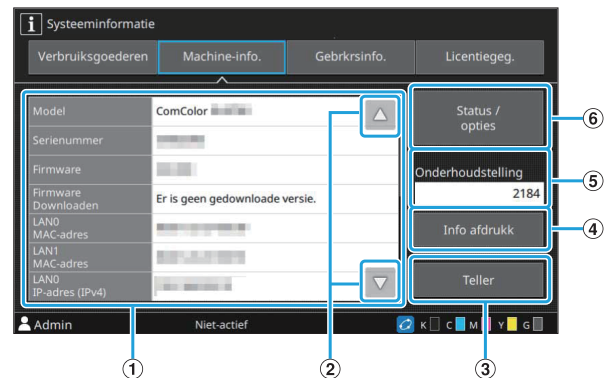 Systeeminformatie
Verbruiksgoederen Machine-info. Gebrkrsinfo. Licentiegeg.
Model ComColor
Serienummer
Firmware
Firmware
Downloaden
Er is geen gedownloade versie.
LAN0
MAC-adres
LAN1
MAC-adres
LAN0
IP-adres (IPv4)
Status /
opties
Onderhoudstelling
2184
Info afdrukk
Teller
Admin Niet-actief K C M Y G
⑥
⑤
④
① ② ③